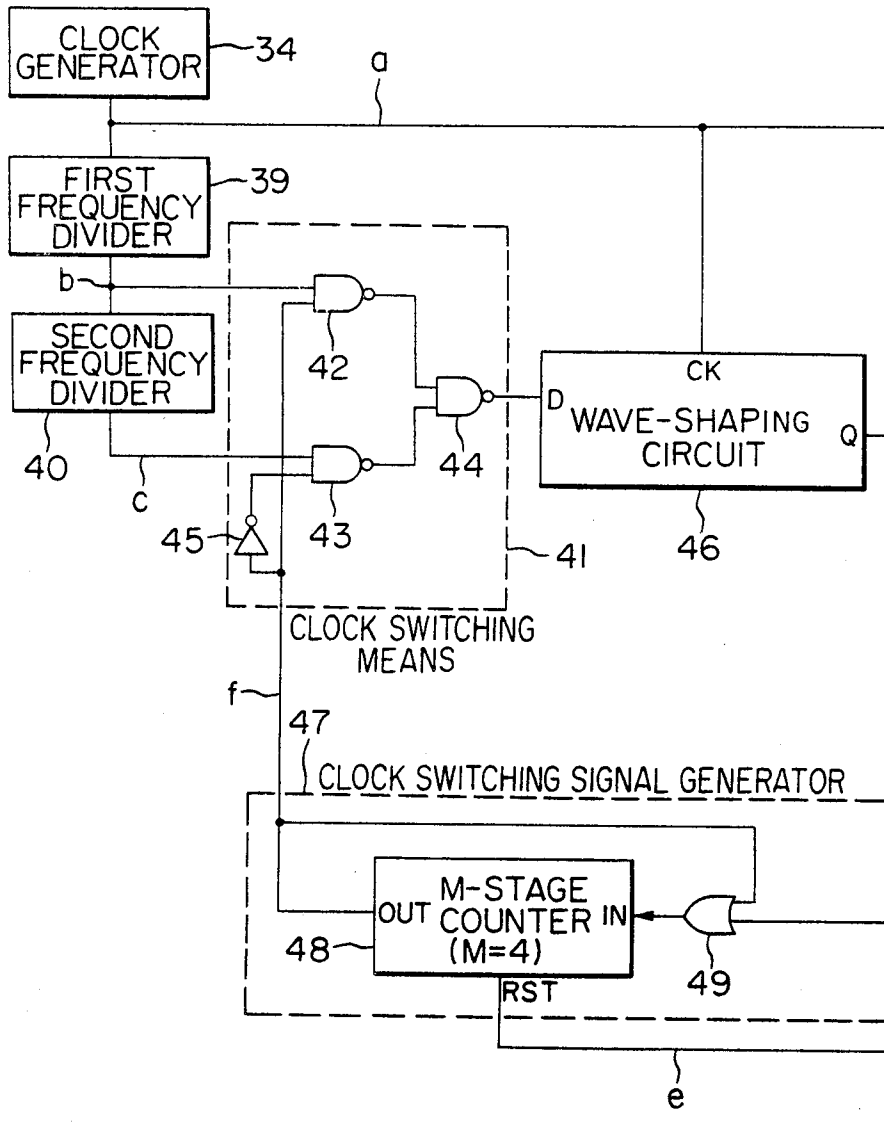 CLOCK
GENERATOR
34
a
FIRST
FREQUENCY
DIVIDER
39
b
SECOND
FREQUENCY
DIVIDER
40
c
42
43
44
45
41
CLOCK SWITCHING
MEANS
D
CK
WAVE-SHAPING
CIRCUIT
Q
46
f
47
CLOCK SWITCHING SIGNAL GENERATOR
OUT
M-STAGE
COUNTER
(M=4)
IN
48
49
RST
e